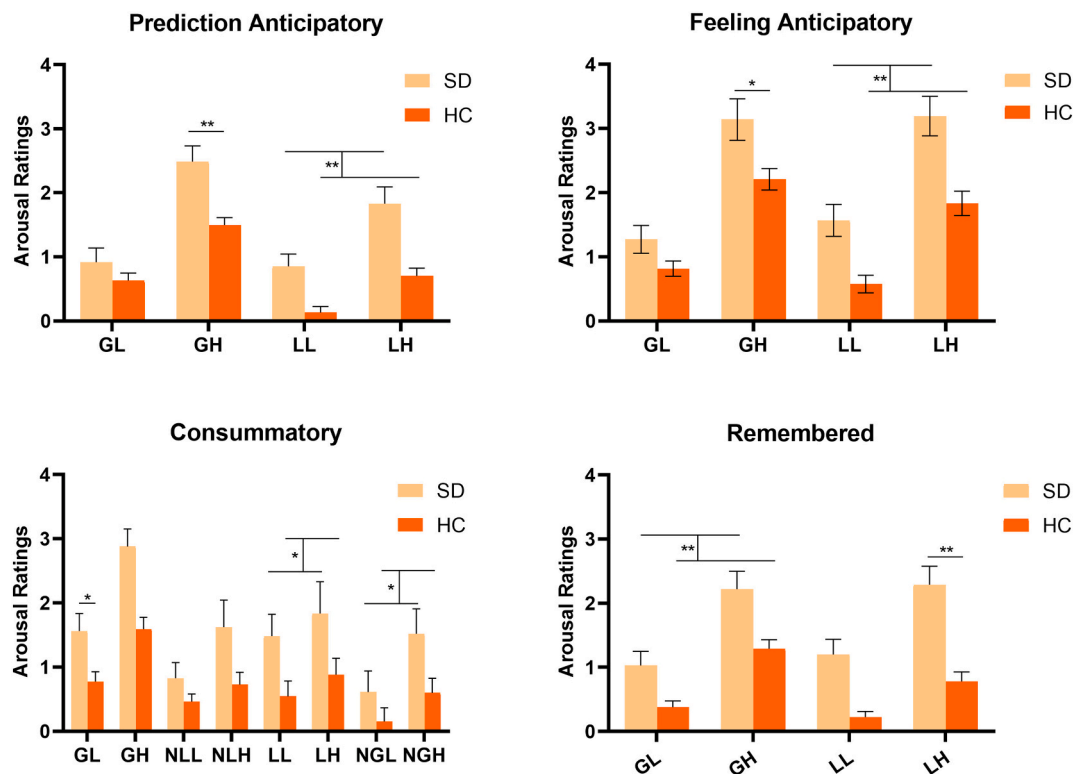 Prediction Anticipatory
Arousal Ratings
4
3
2
1
0
SD
HC
**
**
GL GH LL LH
Feeling Anticipatory
Arousal Ratings
4
3
2
1
0
SD
HC
*
**
GL GH LL LH
Consummatory
Arousal Ratings
4
3
2
1
0
SD
HC
*
*
*
GL GH NLL NLH LL LH NGL NGH
Remembered
Arousal Ratings
4
3
2
1
0
SD
HC
**
**
GL GH LL LH